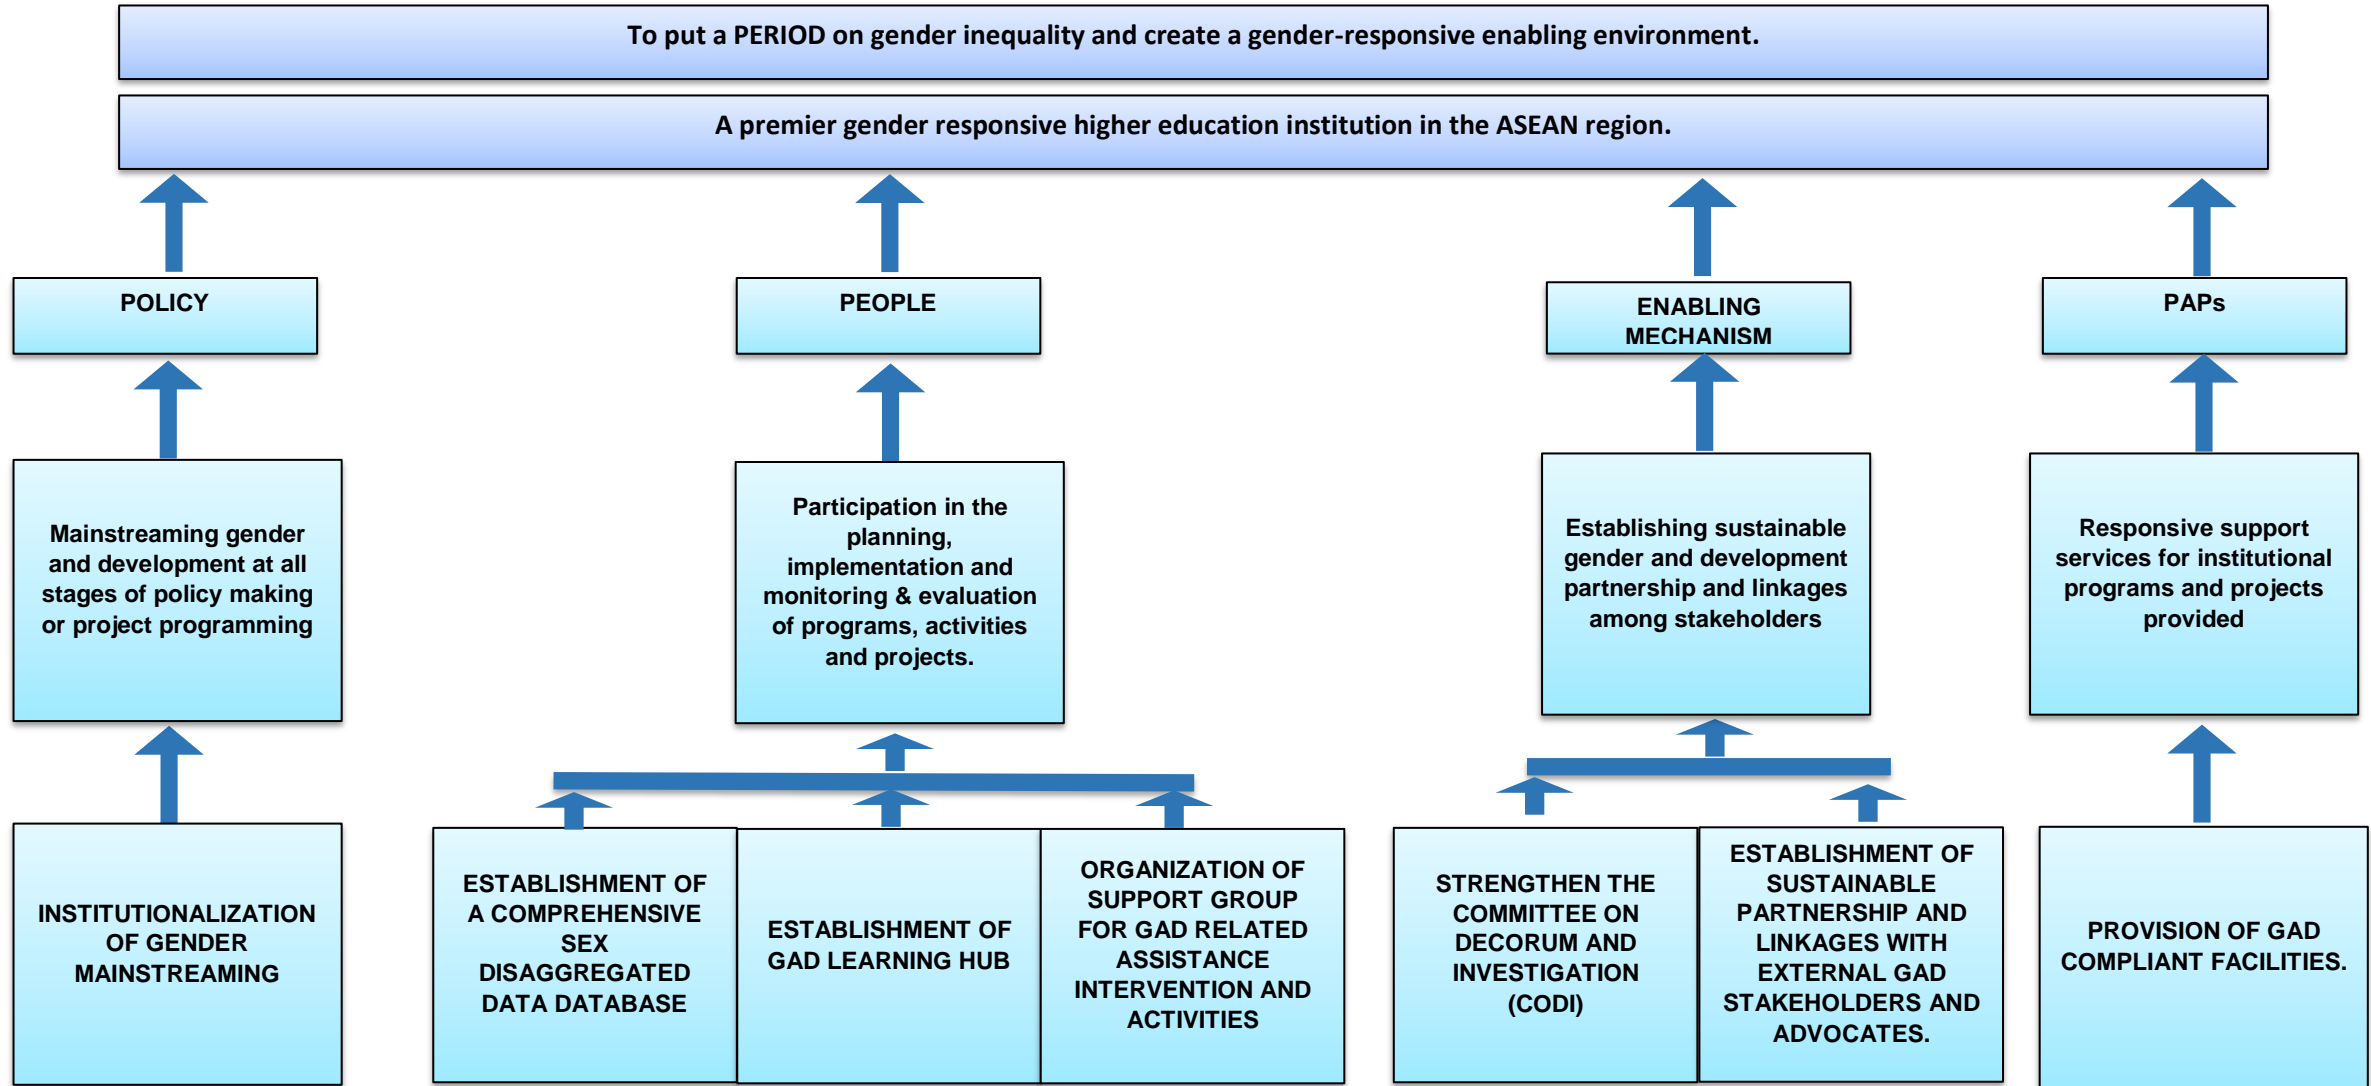 To put a PERIOD on gender inequality and create a gender-responsive enabling environment.
A premier gender responsive higher education institution in the ASEAN region.
POLICY
PEOPLE
ENABLING
MECHANISM
PAPs
Mainstreaming gender
and development at all
stages of policy making
or project programming
Participation in the
planning,
implementation and
monitoring & evaluation
of programs, activities
and projects.
Establishing sustainable
gender and development
partnership and linkages
among stakeholders
Responsive support
services for institutional
programs and projects
provided
INSTITUTIONALIZATION
OF GENDER
MAINSTREAMING
ESTABLISHMENT OF
A COMPREHENSIVE
SEX
DISAGGREGATED
DATA DATABASE
ESTABLISHMENT OF
GAD LEARNING HUB
ORGANIZATION OF
SUPPORT GROUP
FOR GAD RELATED
ASSISTANCE
INTERVENTION AND
ACTIVITIES
STRENGTHEN THE
COMMITTEE ON
DECORUM AND
INVESTIGATION
(CODI)
ESTABLISHMENT OF
SUSTAINABLE
PARTNERSHIP AND
LINKAGES WITH
EXTERNAL GAD
STAKEHOLDERS AND
ADVOCATES.
PROVISION OF GAD
COMPLIANT FACILITIES.